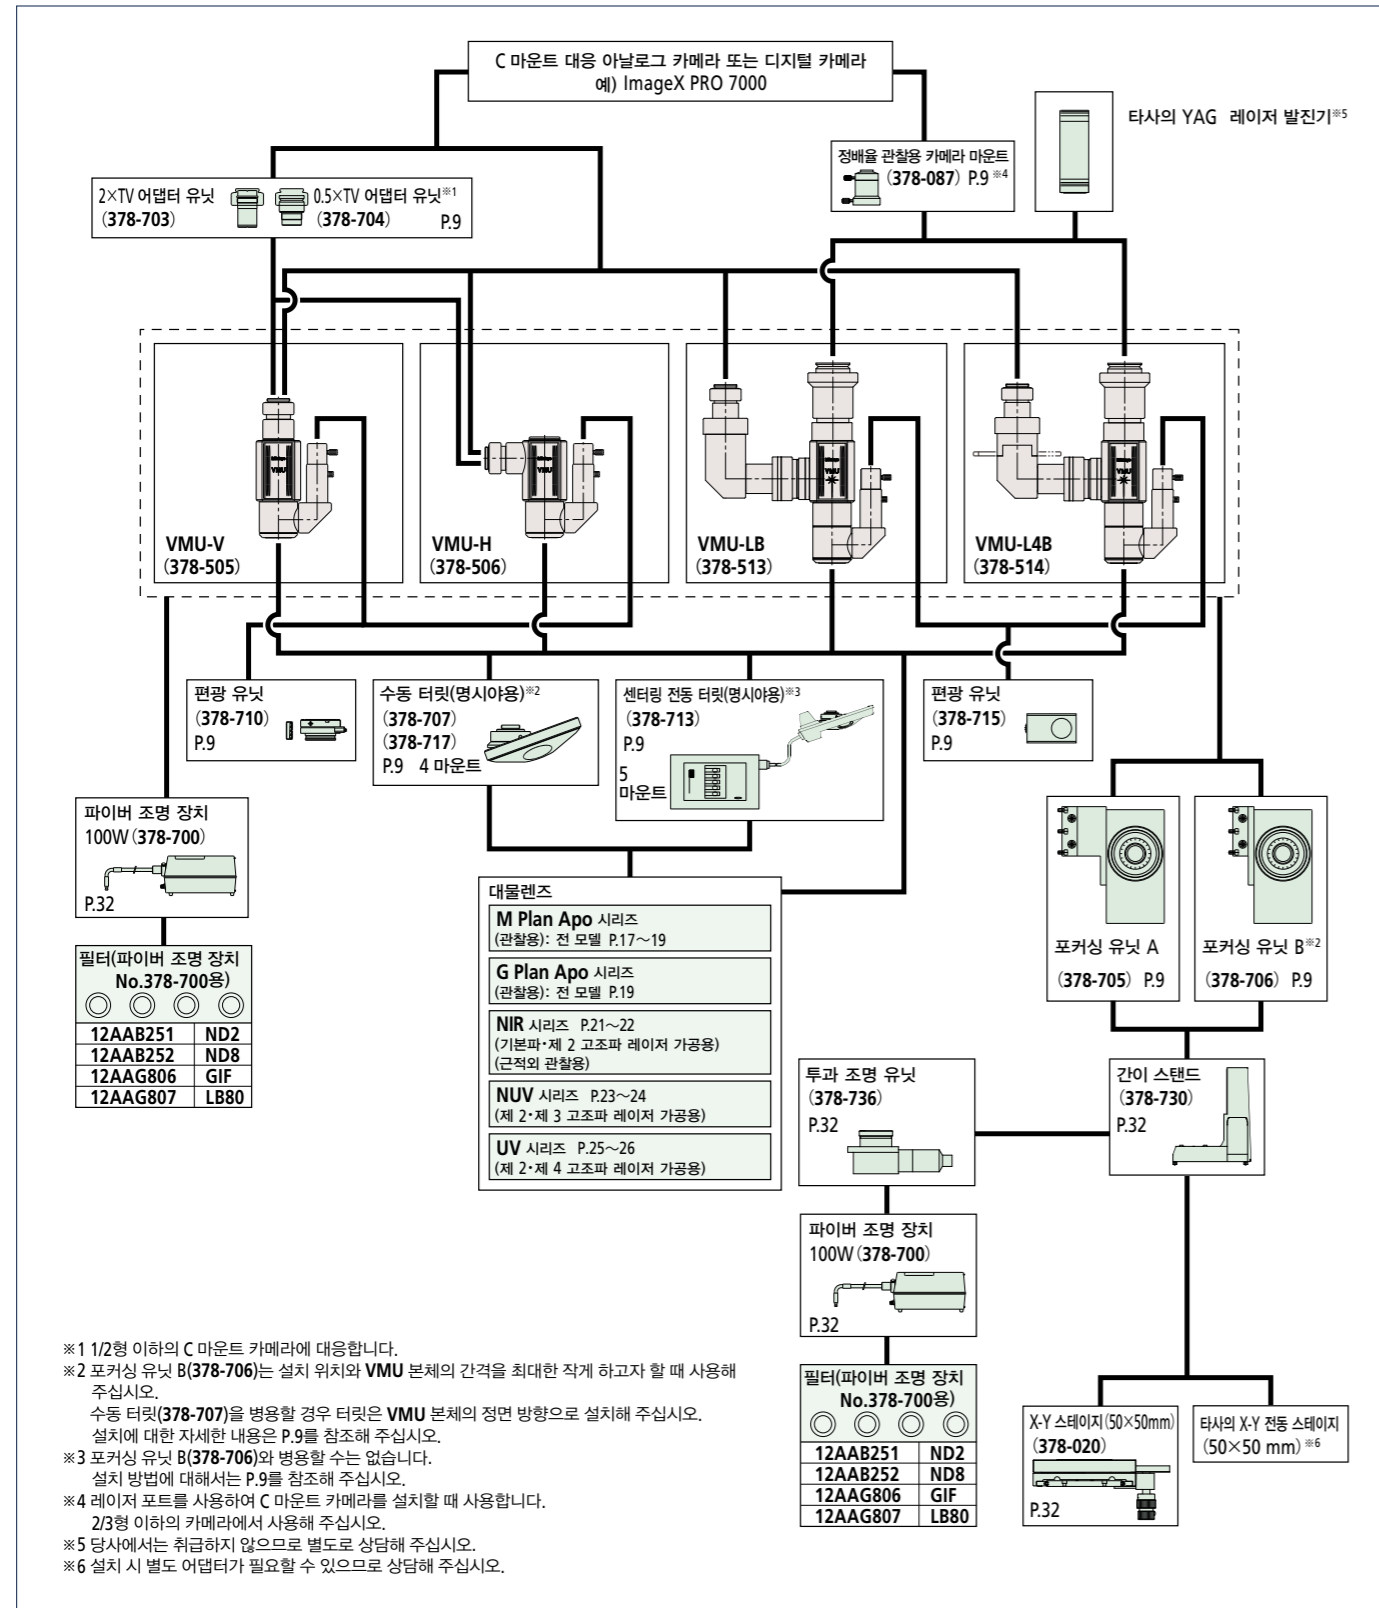 C 마운트 대응 아날로그 카메라 또는 디지털 카메라
예) ImageX PRO 7000
타사의 YAG 레이저 발진기※5
정배율 관찰용 카메라 마운트
(378-087) P.9 ※4
2×TV 어댑터 유닛
(378-703)
0.5×TV 어댑터 유닛※1
(378-704) P.9
VMU-V
(378-505)
VMU-H
(378-506)
VMU-LB
(378-513)
VMU-L4B
(378-514)
편광 유닛
(378-710)
P.9
수동 터릿(명시야용)※2
(378-707)
(378-717)
P.9 4 마운트
센터링 전동 터릿(명시야용)※3
(378-713)
P.9
5
마운트
편광 유닛
(378-715)
P.9
파이버 조명 장치
100W (378-700)
P.32
필터(파이버 조명 장치
No.378-700용)
12AAB251 ND2
12AAB252 ND8
12AAG806 GIF
12AAG807 LB80
대물렌즈
M Plan Apo 시리즈
(관찰용): 전 모델 P.17~19
G Plan Apo 시리즈
(관찰용): 전 모델 P.19
NIR 시리즈 P.21~22
(기본파·제 2 고조파 레이저 가공용)
(근적외 관찰용)
NUV 시리즈 P.23~24
(제 2·제 3 고조파 레이저 가공용)
UV 시리즈 P.25~26
(제 2·제 4 고조파 레이저 가공용)
포커싱 유닛 A
(378-705) P.9
포커싱 유닛 B※2
(378-706) P.9
투과 조명 유닛
(378-736)
P.32
간이 스탠드
(378-730)
P.32
파이버 조명 장치
100W (378-700)
P.32
필터(파이버 조명 장치
No.378-700용)
12AAB251 ND2
12AAB252 ND8
12AAG806 GIF
12AAG807 LB80
X-Y 스테이지(50×50mm)
(378-020)
P.32
타사의 X-Y 전동 스테이지
(50×50 mm) ※6
※1 1/2형 이하의 C 마운트 카메라에 대응합니다.
※2 포커싱 유닛 B(378-706)는 설치 위치와 VMU 본체의 간격을 최대한 작게 하고자 할 때 사용해
주십시오.
수동 터릿(378-707)을 병용할 경우 터릿은 VMU 본체의 정면 방향으로 설치해 주십시오.
설치에 대한 자세한 내용은 P.9를 참조해 주십시오.
※3 포커싱 유닛 B(378-706)와 병용할 수는 없습니다.
설치 방법에 대해서는 P.9를 참조해 주십시오.
※4 레이저 포트를 사용하여 C 마운트 카메라를 설치할 때 사용합니다.
2/3형 이하의 카메라에서 사용해 주십시오.
※5 당사에서는 취급하지 않으므로 별도로 상담해 주십시오.
※6 설치 시 별도 어댑터가 필요할 수 있으므로 상담해 주십시오.